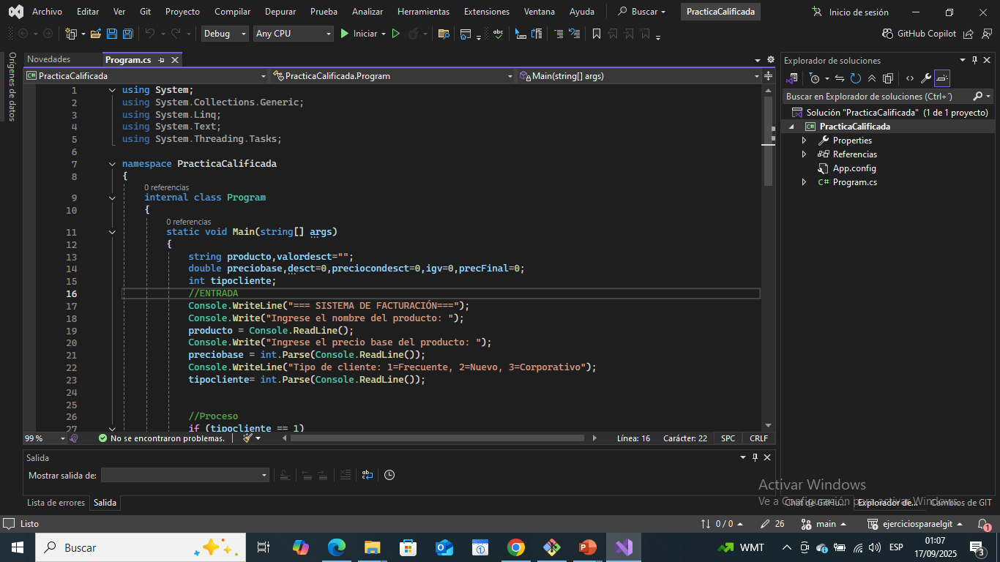 Archivo Editar Ver Git Proyecto Compilar Depurar Prueba Analizar Herramientas Extensiones Ventana Ayuda Buscar PracticaCalificada Inicio de sesión
Debug Any CPU Iniciar GitHub Copilot
Orígenes de datos
Novedades Program.cs
PracticaCalificada PracticaCalificada.Program Main(string[] args)
1 using System;
2 using System.Collections.Generic;
3 using System.Linq;
4 using System.Text;
5 using System.Threading.Tasks;
6
7 namespace PracticaCalificada
8 {
0 referencias
9 internal class Program
10 {
0 referencias
11 static void Main(string[] args)
12 {
13 string producto,valordesct="";
14 double preciobase,desct=0,preciocondesct=0,igv=0,precFinal=0;
15 int tipocliente;
16 //ENTRADA
17 Console.WriteLine("=== SISTEMA DE FACTURACIÓN===");
18 Console.Write("Ingrese el nombre del producto: ");
19 producto = Console.ReadLine();
20 Console.Write("Ingrese el precio base del producto: ");
21 preciobase = int.Parse(Console.ReadLine());
22 Console.WriteLine("Tipo de cliente: 1=Frecuente, 2=Nuevo, 3=Corporativo");
23 tipocliente= int.Parse(Console.ReadLine());
24
25
26 //Proceso
27 if (tipocliente == 1)
99 % No se encontraron problemas. Línea: 16 Carácter: 22 SPC CRLF
Salida
Mostrar salida de:
Lista de errores Salida
Explorador de soluciones
Buscar en Explorador de soluciones (Ctrl+´)
Solución "PracticaCalificada" (1 de 1 proyecto)
PracticaCalificada
Properties
Referencias
App.config
C# Program.cs
Activar Windows
Ve a Configuración para activar Windows.
Chat de GitHu... Explorador de... Cambios de GIT
Listo 0 / 0 26 main ejerciciosparaelgit 1
Buscar WMT ESP 01:07
17/09/2025 3